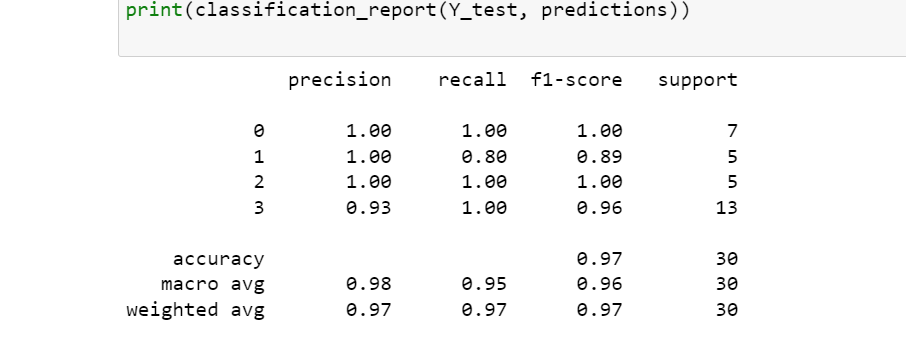 print(classification_report(Y_test, predictions))
precision recall f1-score support
0 1.00 1.00 1.00 7
1 1.00 0.80 0.89 5
2 1.00 1.00 1.00 5
3 0.93 1.00 0.96 13
accuracy 0.97 30
macro avg 0.98 0.95 0.96 30
weighted avg 0.97 0.97 0.97 30